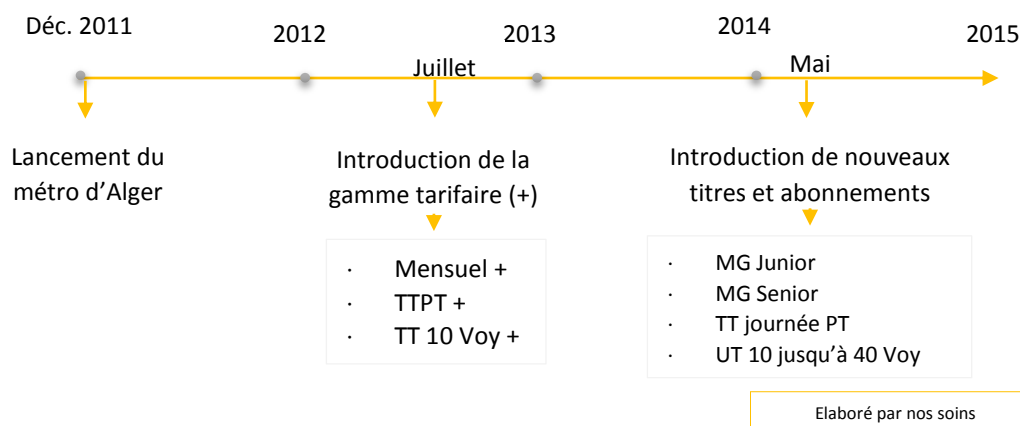 Déc. 2011
2012
2013
2014
2015
Juillet
Mai
Lancement du
métro d’Alger
Introduction de la
gamme tarifaire (+)
Introduction de nouveaux
titres et abonnements
· Mensuel +
· TTPT +
· TT 10 Voy +
· MG Junior
· MG Senior
· TT journée PT
· UT 10 jusqu’à 40 Voy
Elaboré par nos soins